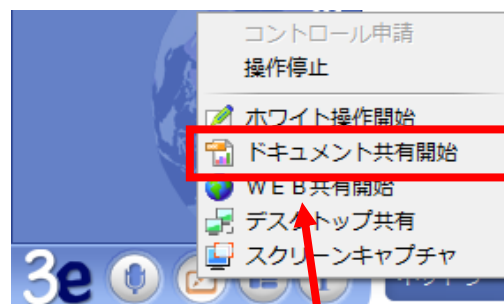 コントロール申請
操作停止
ホワイト操作開始
ドキュメント共有開始
ＷＥＢ共有開始
デスクトップ共有
スクリーンキャプチャ
3e